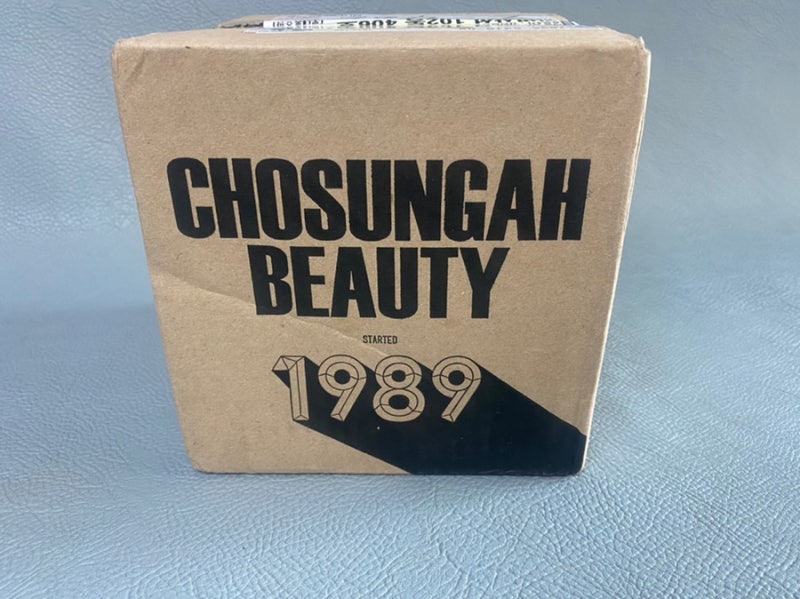 CHOSUNGAH
BEAUTY
STARTED
1989